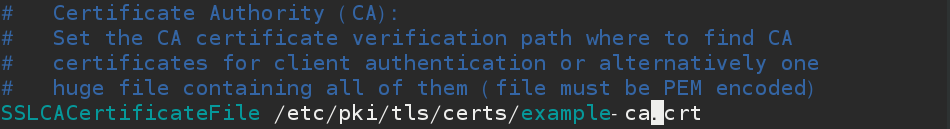 #   Certificate Authority (CA):
#   Set the CA certificate verification path where to find CA
#   certificates for client authentication or alternatively one
#   huge file containing all of them (file must be PEM encoded)
SSLCACertificateFile /etc/pki/tls/certs/example-ca.crt